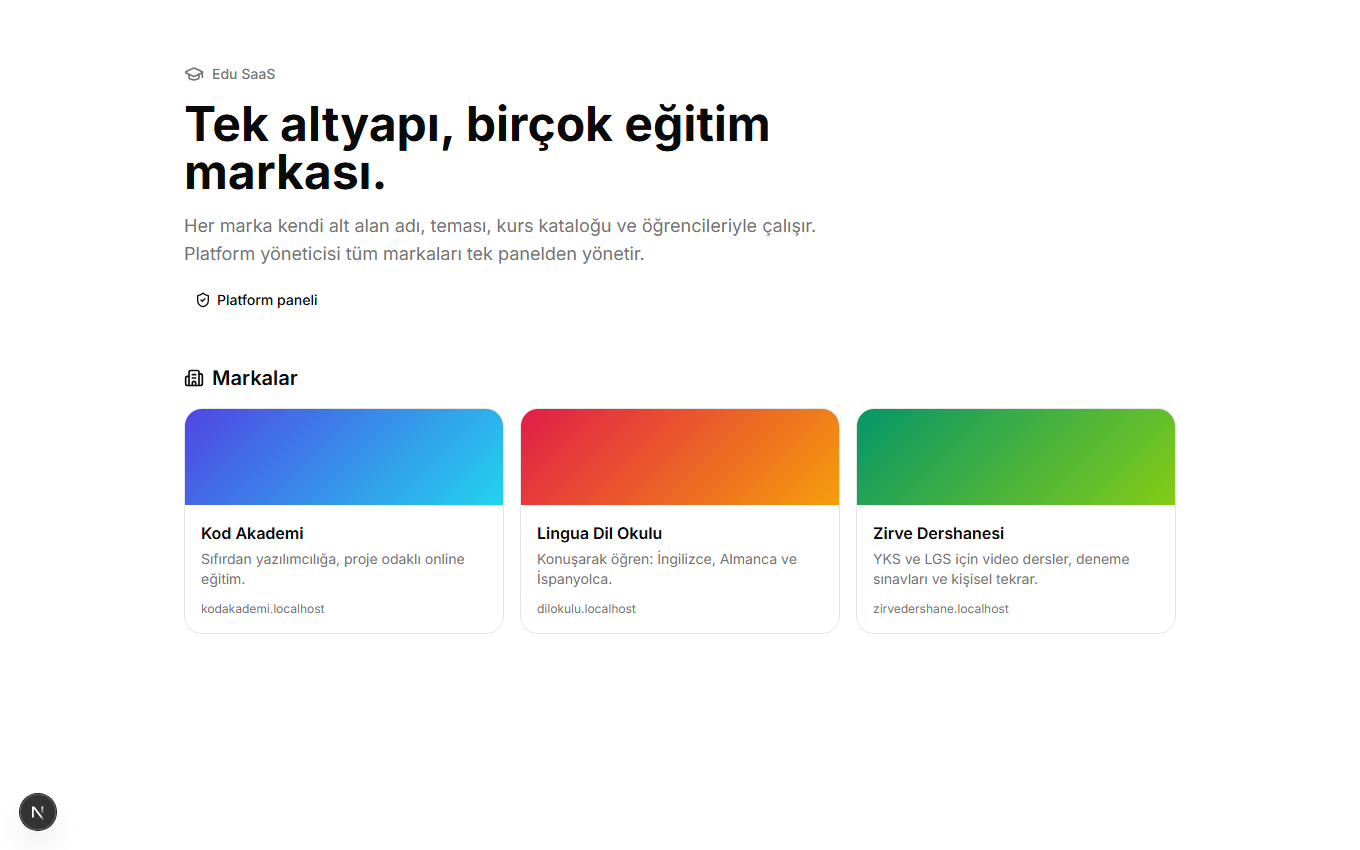 Edu SaaS
Tek altyapı, birçok eğitim
markası.
Her marka kendi alt alan adı, teması, kurs kataloğu ve öğrencileriyle çalışır.
Platform yöneticisi tüm markaları tek panelden yönetir.
Platform paneli
Markalar
Kod Akademi
Sıfırdan yazılımcılığa, proje odaklı online
eğitim.
kodakademi.localhost
Lingua Dil Okulu
Konuşarak öğren: İngilizce, Almanca ve
İspanyolca.
dilokulu.localhost
Zirve Dershanesi
YKS ve LGS için video dersler, deneme
sınavları ve kişisel tekrar.
zirvedershane.localhost
N